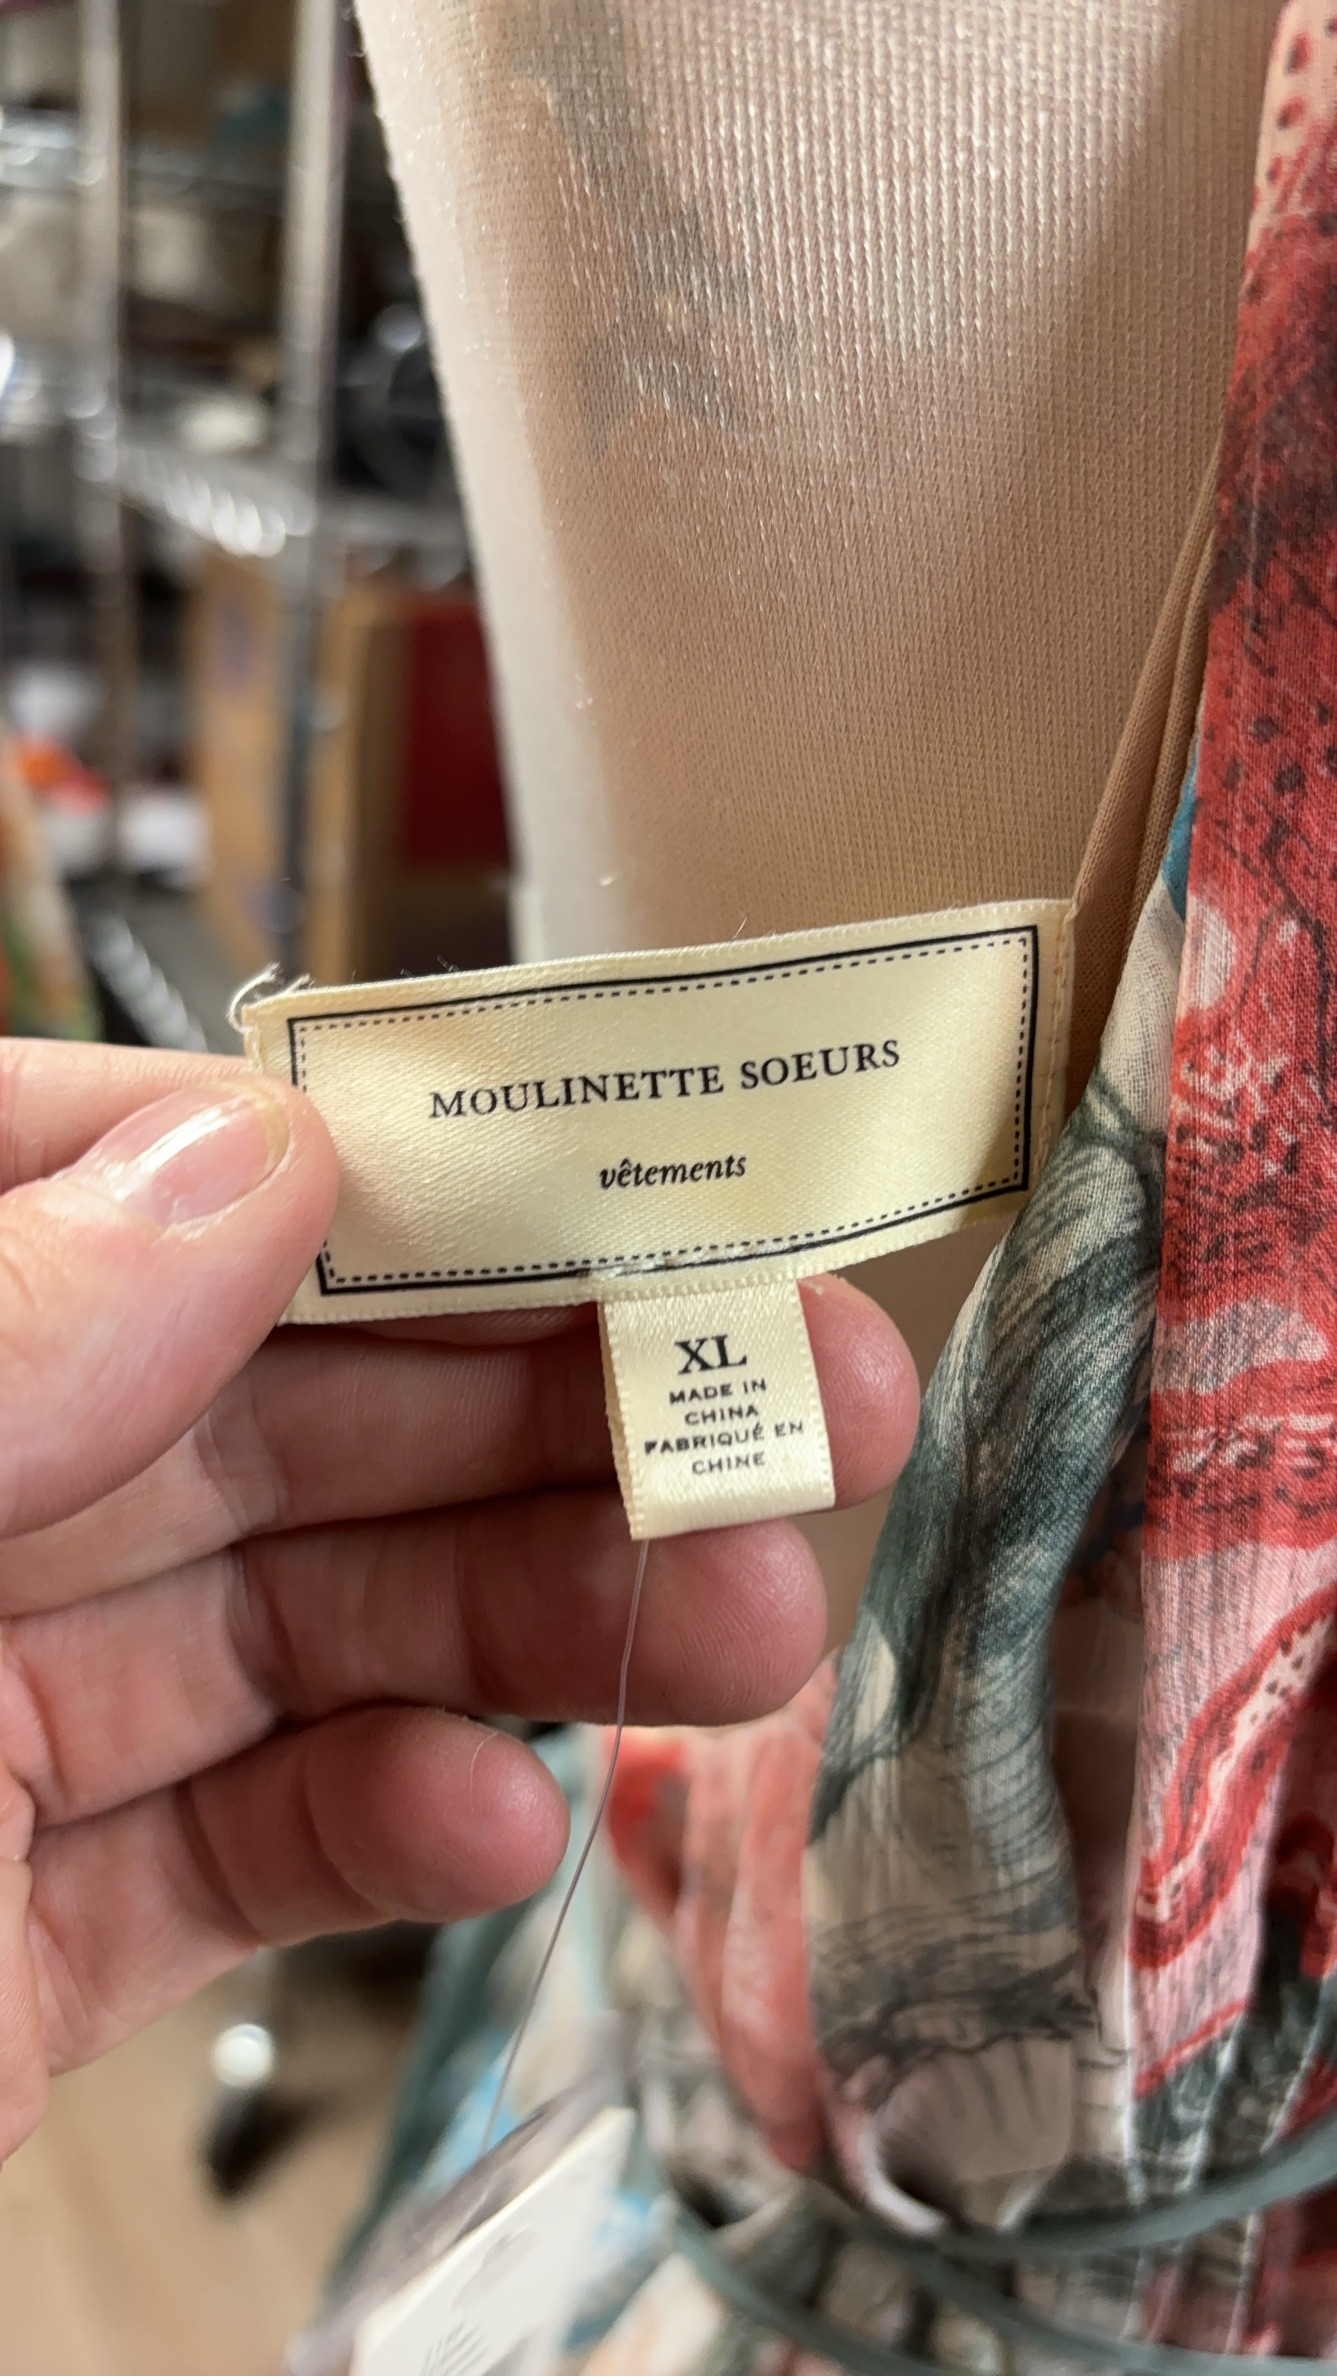 MOULINETTE SOEURS
vêtements
XL
MADE IN
CHINA
FABRIQUÉ EN
CHINE